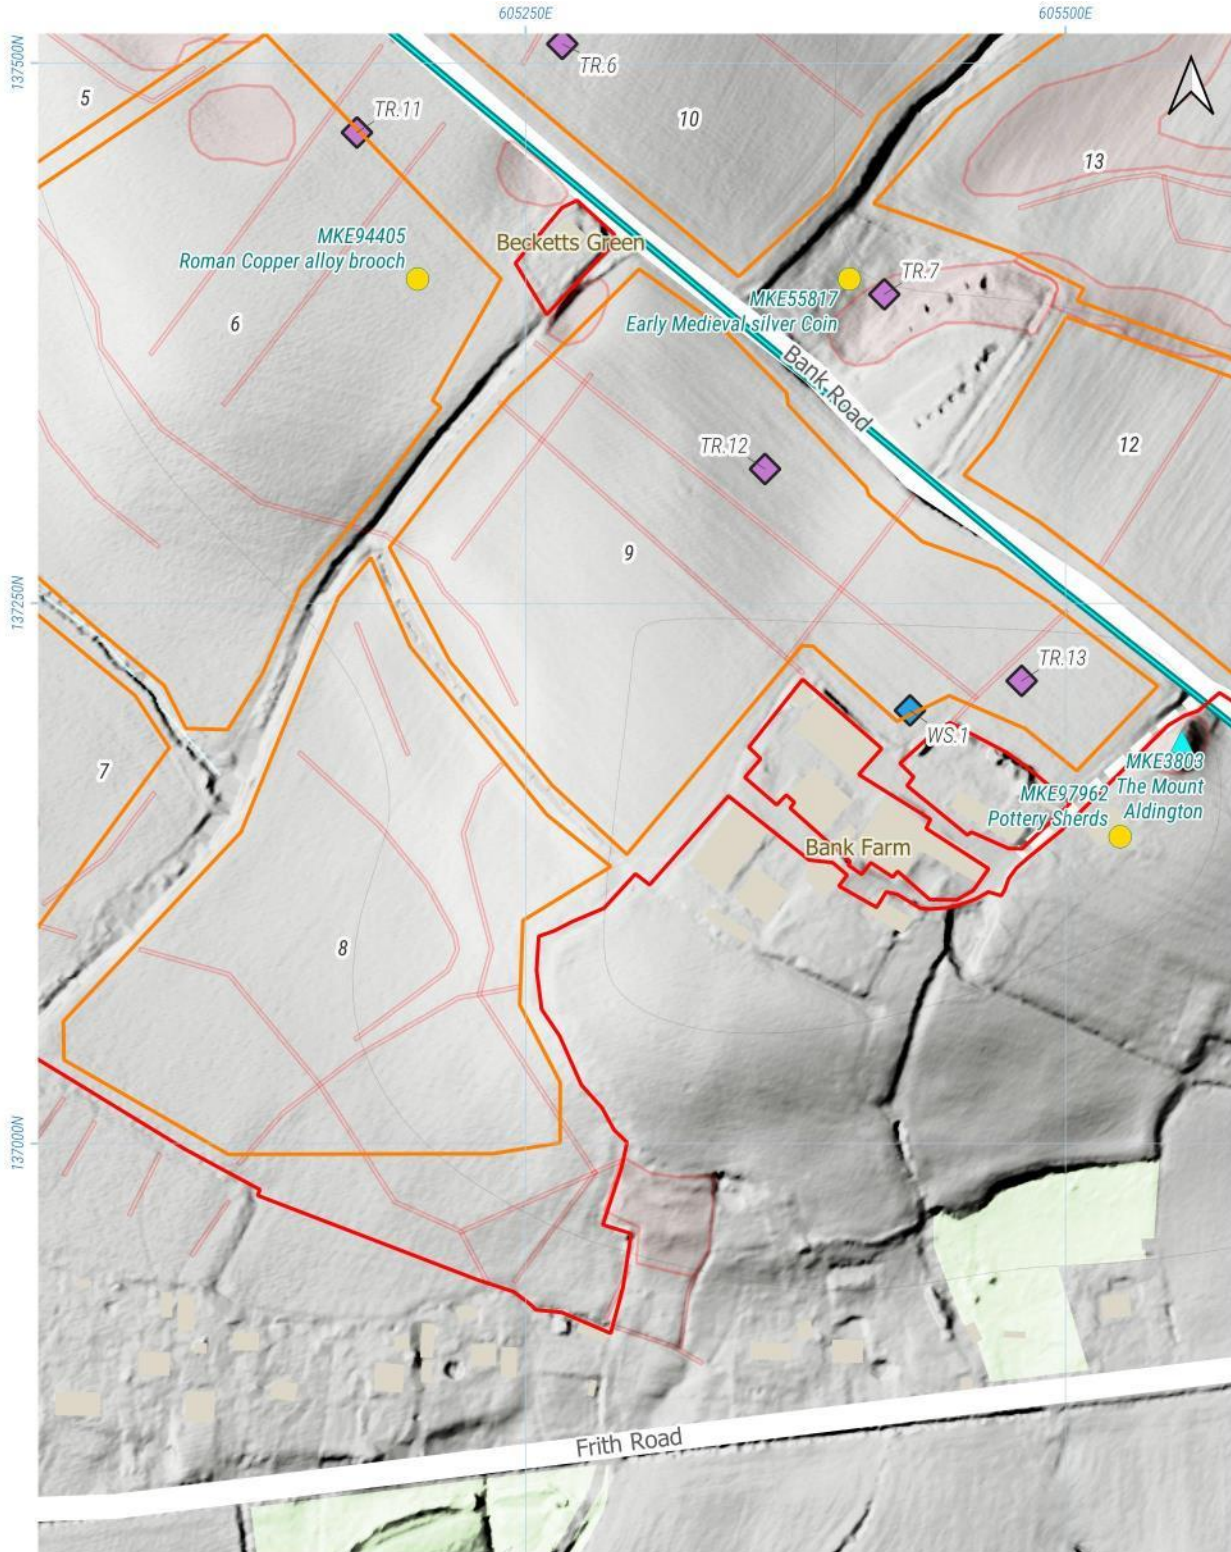 605250E
605500E
137500N
5
TR.11
TR.6
10
13
MKE94405
Roman Copper alloy brooch
Becketts Green
6
MKE55817
Early Medieval silver Coin
TR.7
Bank Road
12
TR.12
9
137250N
TR.13
WS.1
7
MKE3803
The Mount
Aldington
MKE97962
Pottery Sherds
Bank Farm
8
137000N
Frith Road